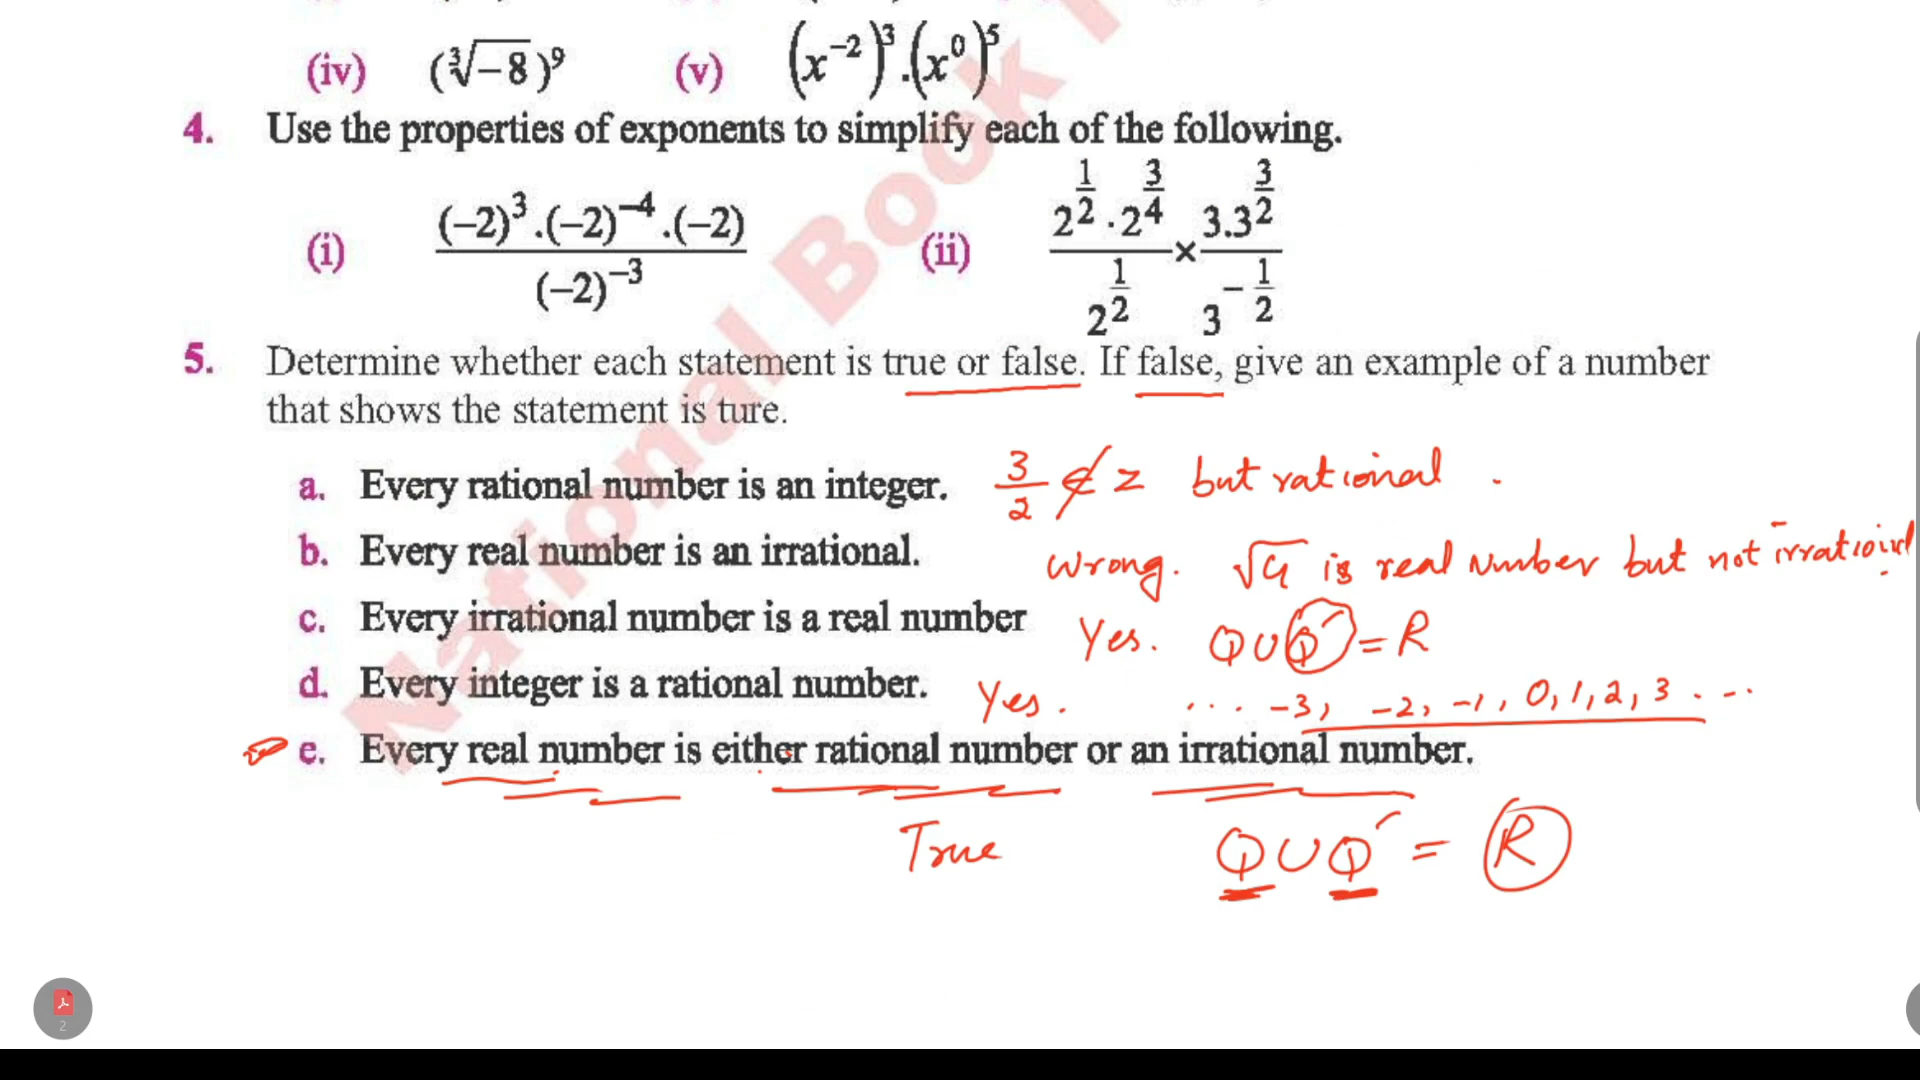 (iv) (∛−8)⁹ (v) (x⁻²)³.(x⁰)⁵
4. Use the properties of exponents to simplify each of the following.
(i) (−2)³.(−2)⁻⁴.(−2) / (−2)⁻³ (ii) 2^(1/2).2^(3/4) / 2^(1/2) × 3.3^(3/2) / 3^(−1/2)
5. Determine whether each statement is true or false. If false, give an example of a number
that shows the statement is ture.
a. Every rational number is an integer. 3/2 ∉ Z but rational.
b. Every real number is an irrational. Wrong. √4 is real Number but not irrational.
c. Every irrational number is a real number Yes. Q∪Q′ = R
d. Every integer is a rational number. Yes. ... -3, -2, -1, 0, 1, 2, 3 ...
e. Every real number is either rational number or an irrational number.
True Q∪Q′ = R
National Book
2